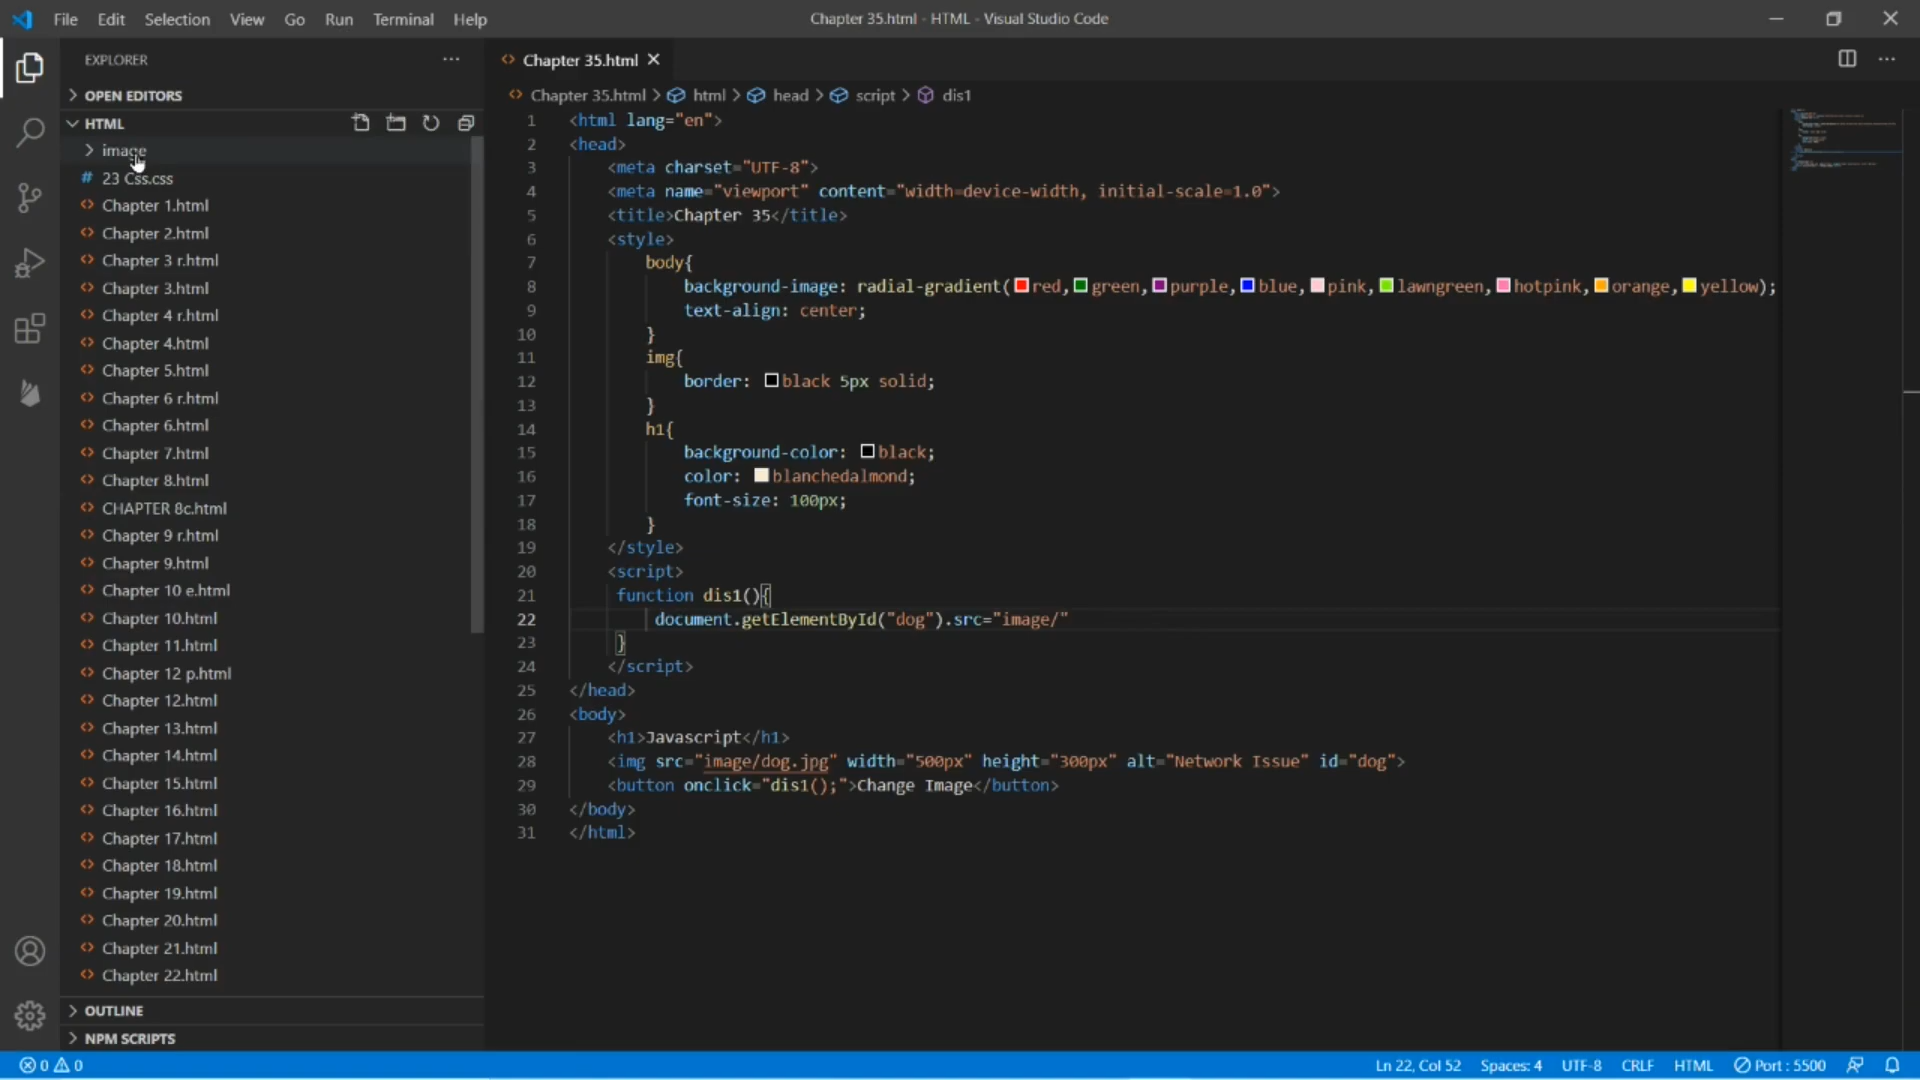 File Edit Selection View Go Run Terminal Help
Chapter 35.html - HTML - Visual Studio Code
EXPLORER
OPEN EDITORS
HTML
image
# 23 Css.css
Chapter 1.html
Chapter 2.html
Chapter 3 r.html
Chapter 3.html
Chapter 4 r.html
Chapter 4.html
Chapter 5.html
Chapter 6 r.html
Chapter 6.html
Chapter 7.html
Chapter 8.html
CHAPTER 8c.html
Chapter 9 r.html
Chapter 9.html
Chapter 10 e.html
Chapter 10.html
Chapter 11.html
Chapter 12 p.html
Chapter 12.html
Chapter 13.html
Chapter 14.html
Chapter 15.html
Chapter 16.html
Chapter 17.html
Chapter 18.html
Chapter 19.html
Chapter 20.html
Chapter 21.html
Chapter 22.html
OUTLINE
NPM SCRIPTS
Chapter 35.html
Chapter 35.html > html > head > script > dis1
1 <html lang="en">
2 <head>
3 <meta charset="UTF-8">
4 <meta name="viewport" content="width=device-width, initial-scale=1.0">
5 <title>Chapter 35</title>
6 <style>
7 body{
8 background-image: radial-gradient(red,green,purple,blue,pink,lawngreen,hotpink,orange,yellow);
9 text-align: center;
10 }
11 img{
12 border: black 5px solid;
13 }
14 h1{
15 background-color: black;
16 color: blanchedalmond;
17 font-size: 100px;
18 }
19 </style>
20 <script>
21 function dis1(){
22 document.getElementById("dog").src="image/"
23 }
24 </script>
25 </head>
26 <body>
27 <h1>Javascript</h1>
28 <img src="image/dog.jpg" width="500px" height="300px" alt="Network Issue" id="dog">
29 <button onclick="dis1();">Change Image</button>
30 </body>
31 </html>
0 0
Ln 22, Col 52 Spaces: 4 UTF-8 CRLF HTML Port : 5500